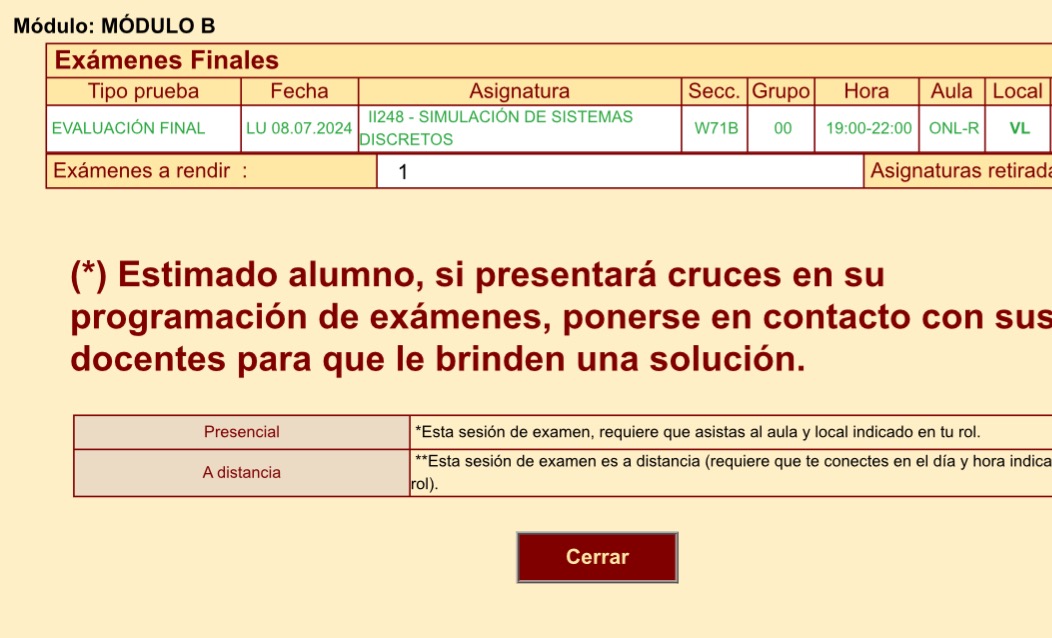 Módulo: MÓDULO B
Exámenes Finales
Tipo prueba Fecha Asignatura Secc. Grupo Hora Aula Local
EVALUACIÓN FINAL LU 08.07.2024 II248 - SIMULACIÓN DE SISTEMAS DISCRETOS W71B 00 19:00-22:00 ONL-R VL
Exámenes a rendir : 1 Asignaturas
(*) Estimado alumno, si presentará cruces en su
programación de exámenes, ponerse en contacto con sus
docentes para que le brinden una solución.
Presencial *Esta sesión de examen, requiere que asistas al aula y local indicado en tu rol.
A distancia **Esta sesión de examen es a distancia (requiere que te conectes en el día y hora
rol).
Cerrar